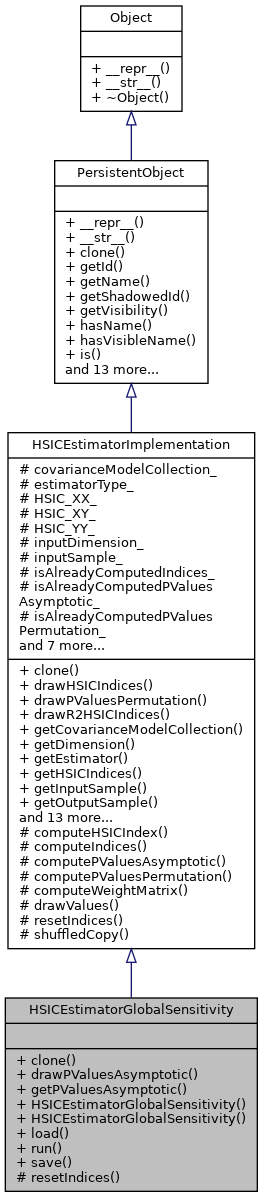 Object
+ __repr__()
+ __str__()
+ ~Object()
PersistentObject
+ __repr__()
+ __str__()
+ clone()
+ getId()
+ getName()
+ getShadowedId()
+ getVisibility()
+ hasName()
+ hasVisibleName()
+ is()
and 13 more...
HSICEstimatorImplementation
# covarianceModelCollection_
# estimatorType_
# HSIC_XX_
# HSIC_XY_
# HSIC_YY_
# inputDimension_
# inputSample_
# isAlreadyComputedIndices_
# isAlreadyComputedPValues
Asymptotic_
# isAlreadyComputedPValues
Permutation_
and 7 more...
+ clone()
+ drawHSICIndices()
+ drawPValuesPermutation()
+ drawR2HSICIndices()
+ getCovarianceModelCollection()
+ getDimension()
+ getEstimator()
+ getHSICIndices()
+ getInputSample()
+ getOutputSample()
and 13 more...
# computeHSICIndex()
# computeIndices()
# computePValuesAsymptotic()
# computePValuesPermutation()
# computeWeightMatrix()
# drawValues()
# resetIndices()
# shuffledCopy()
HSICEstimatorGlobalSensitivity
+ clone()
+ drawPValuesAsymptotic()
+ getPValuesAsymptotic()
+ HSICEstimatorGlobalSensitivity()
+ HSICEstimatorGlobalSensitivity()
+ load()
+ run()
+ save()
# resetIndices()